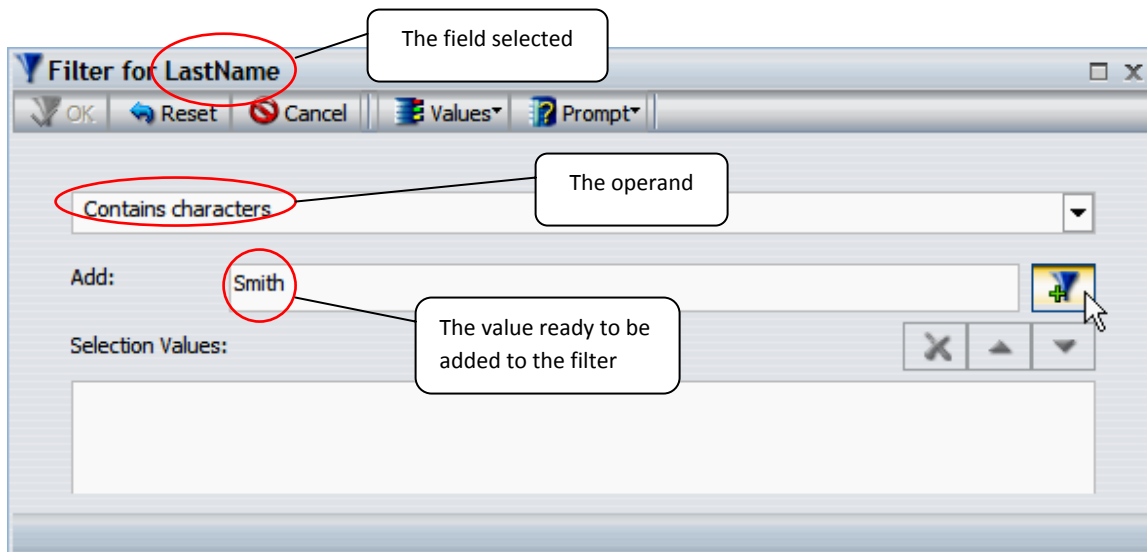 The field selected
Filter for LastName
OK Reset Cancel Values Prompt
The operand
Contains characters
Add: Smith
The value ready to be
added to the filter
Selection Values: